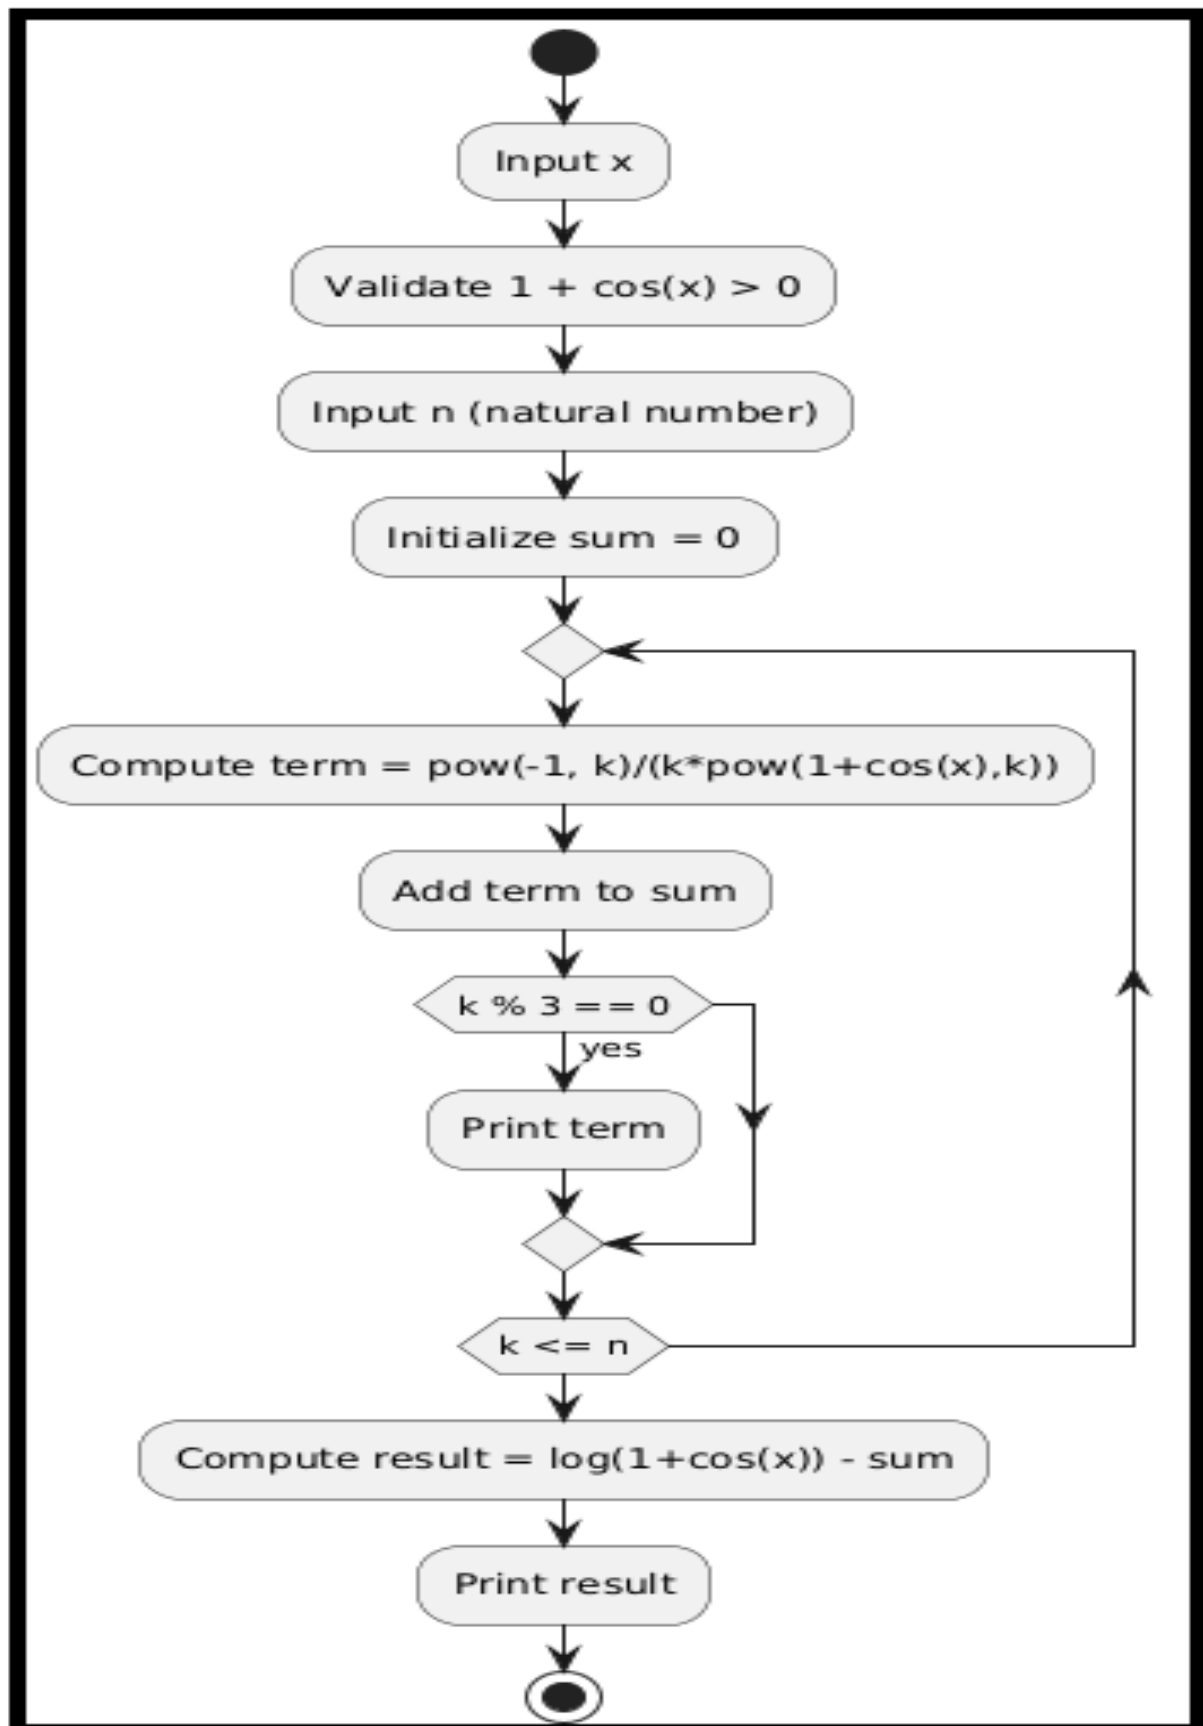 Input x
Validate 1 + cos(x) > 0
Input n (natural number)
Initialize sum = 0
Compute term = pow(-1, k)/(k*pow(1+cos(x),k))
Add term to sum
k % 3 == 0
yes
Print term
k <= n
Compute result = log(1+cos(x)) - sum
Print result